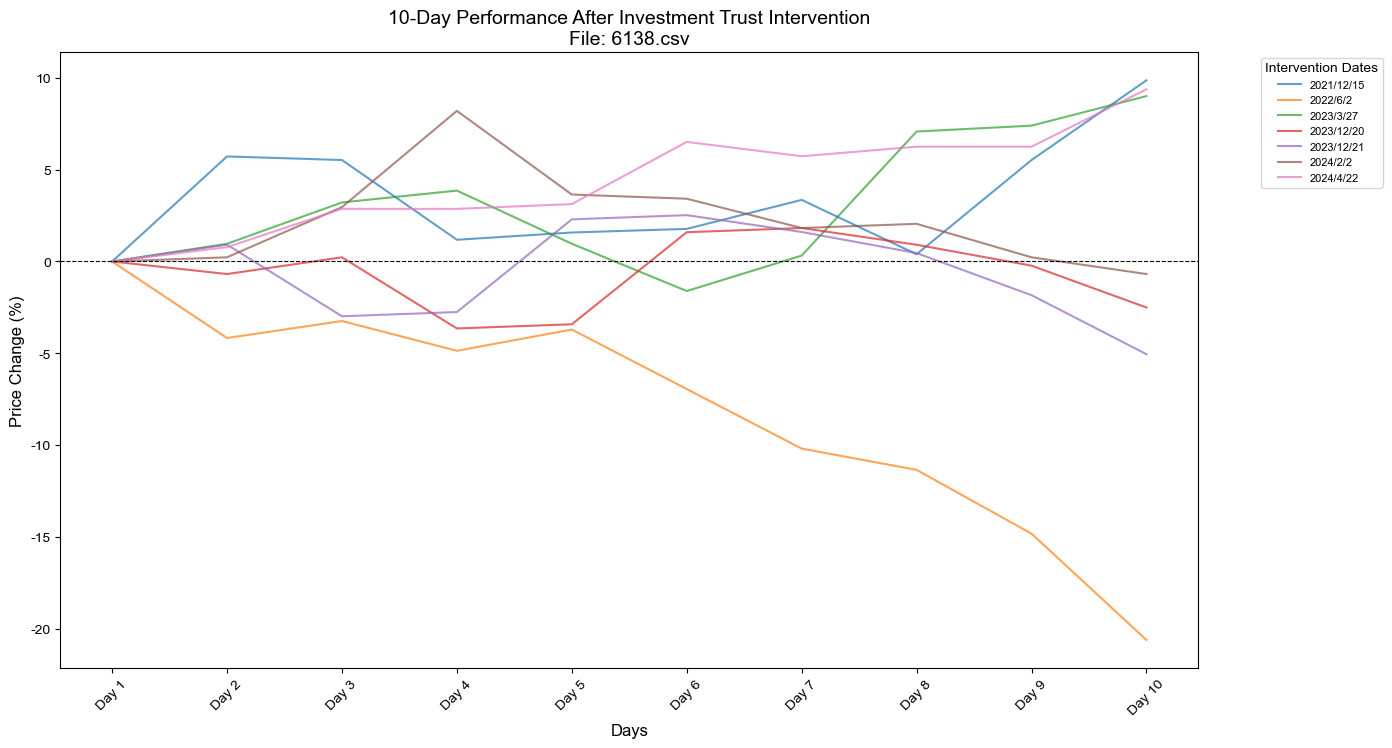 10-Day Performance After Investment Trust Intervention
File: 6138.csv
Intervention Dates
2021/12/15
2022/6/2
2023/3/27
2023/12/20
2023/12/21
2024/2/2
2024/4/22
Price Change (%)
10
5
0
-5
-10
-15
-20
Day 1
Day 2
Day 3
Day 4
Day 5
Day 6
Day 7
Day 8
Day 9
Day 10
Days